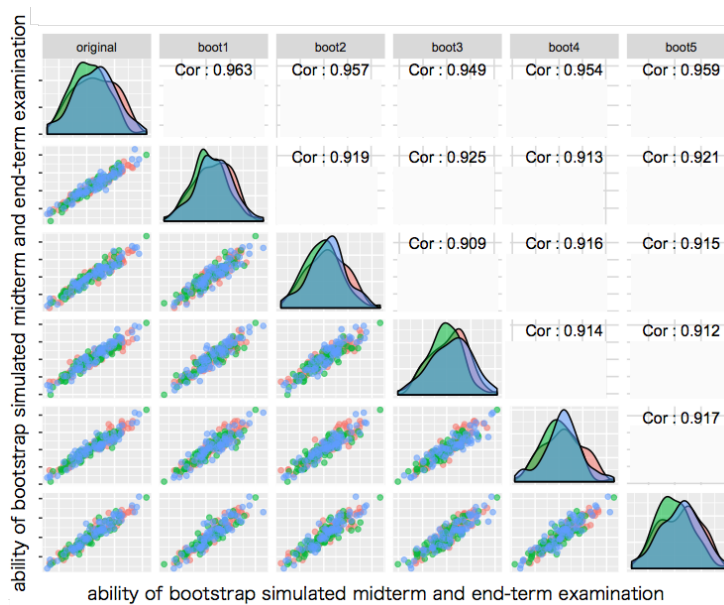 ability of bootstrap simulated midterm and end-term examination
original boot1 boot2 boot3 boot4 boot5
Cor : 0.963 Cor : 0.957 Cor : 0.949 Cor : 0.954 Cor : 0.959
Cor : 0.919 Cor : 0.925 Cor : 0.913 Cor : 0.921
Cor : 0.909 Cor : 0.916 Cor : 0.915
Cor : 0.914 Cor : 0.912
Cor : 0.917
ability of bootstrap simulated midterm and end-term examination